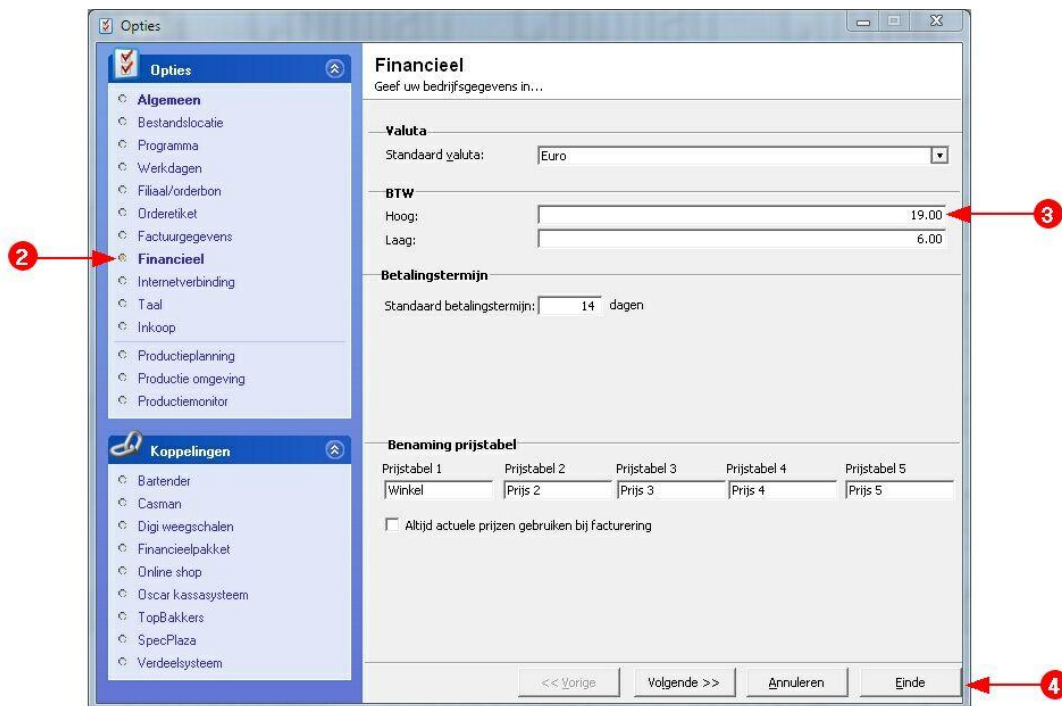 Opties
Opties
Algemeen
Bestandslocatie
Programma
Werkdagen
Filiaal/orderbon
Orderetiket
Factuurgegevens
Financieel
Internetverbinding
Taal
Inkoop
Productieplanning
Productie omgeving
Productiemonitor
Koppelingen
Bartender
Casman
Digi weegschalen
Financieelpakket
Online shop
Oscar kassasysteem
TopBakkers
SpecPlaza
Verdeelsysteem
2
Financieel
Geef uw bedrijfsgegevens in...
Valuta
Standaard valuta: Euro
BTW
Hoog: 19.00
3
Laag: 6.00
Betalingstermijn
Standaard betalingstermijn: 14 dagen
Benaming prijstabel
Prijstabel 1 Prijstabel 2 Prijstabel 3 Prijstabel 4 Prijstabel 5
Winkel Prijs 2 Prijs 3 Prijs 4 Prijs 5
Altijd actuele prijzen gebruiken bij facturering
<< Vorige Volgende >> Annuleren Einde
4